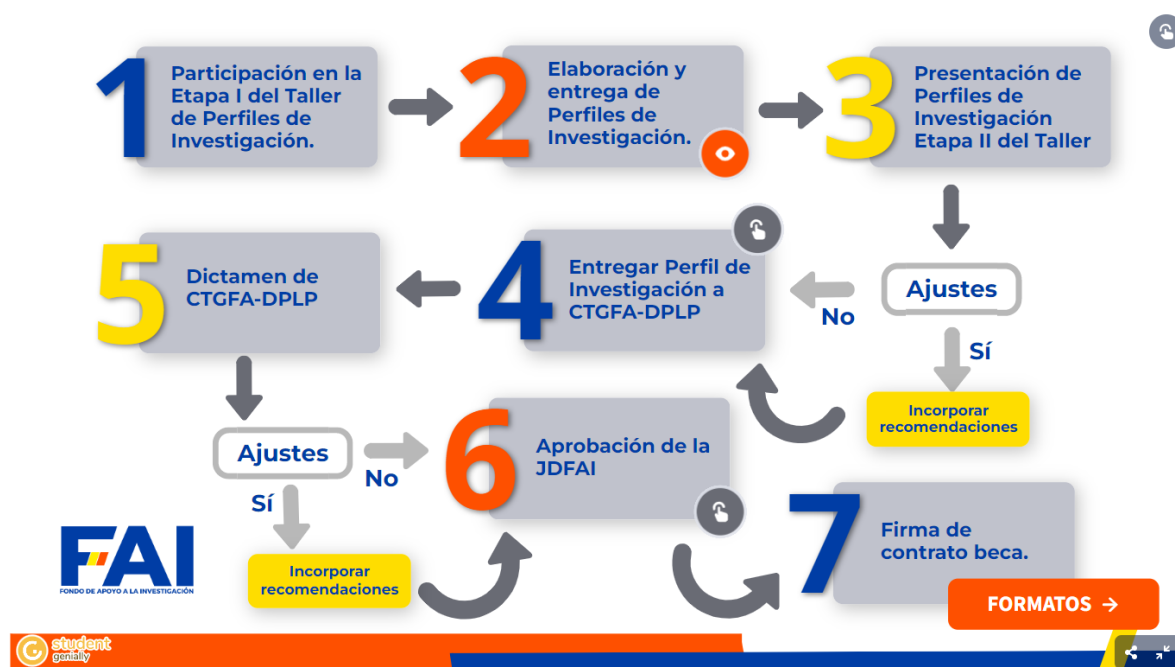 1
Participación en la
Etapa I del Taller
de Perfiles de
Investigación.
2
Elaboración y
entrega de
Perfiles de
Investigación.
3
Presentación de
Perfiles de
Investigación
Etapa II del Taller
Ajustes
No
Sí
Incorporar
recomendaciones
4
Entregar Perfil de
Investigación a
CTGFA-DPLP
5
Dictamen de
CTGFA-DPLP
Ajustes
No
Sí
Incorporar
recomendaciones
6
Aprobación de la
JDFAI
7
Firma de
contrato beca.
FORMATOS →
FAI
FONDO DE APOYO A LA INVESTIGACIÓN
student
genially